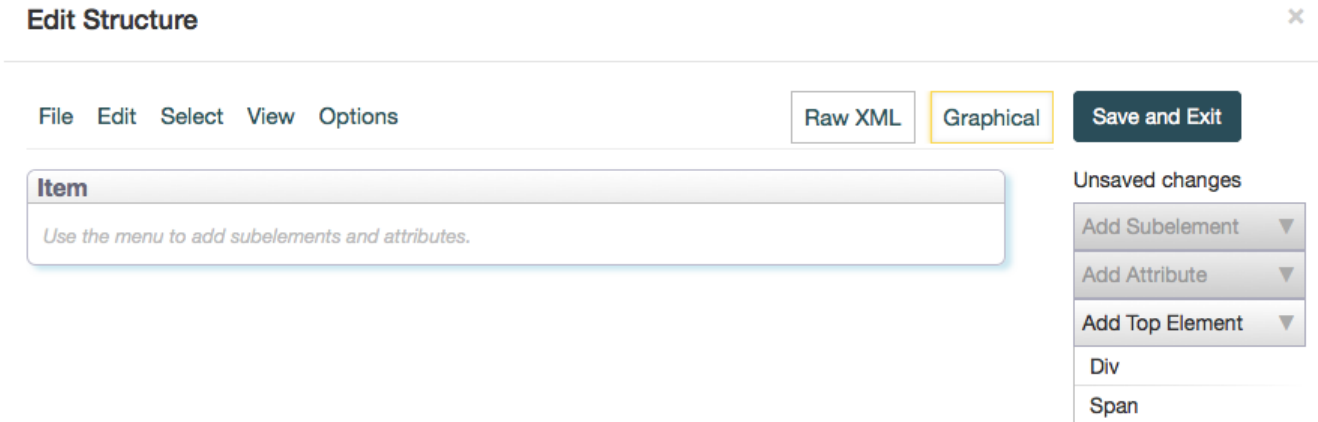 Edit Structure ×
File Edit Select View Options Raw XML Graphical Save and Exit
Item
Use the menu to add subelements and attributes.
Unsaved changes
Add Subelement ▼
Add Attribute ▼
Add Top Element ▼
Div
Span